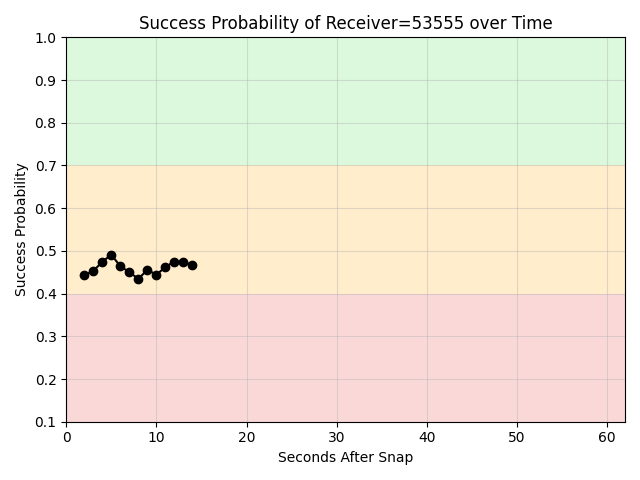 Success Probability of Receiver=53555 over Time
1.0
0.9
0.8
0.7
0.6
0.5
0.4
0.3
0.2
0.1
Success Probability
0 10 20 30 40 50 60
Seconds After Snap